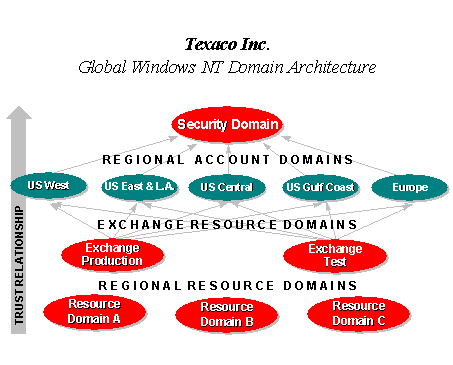 Texaco Inc.
Global Windows NT Domain Architecture
Security Domain
REGIONAL ACCOUNT DOMAINS
US West
US East & L.A.
US Central
US Gulf Coast
Europe
EXCHANGE RESOURCE DOMAINS
Exchange
Production
Exchange
Test
REGIONAL RESOURCE DOMAINS
Resource
Domain A
Resource
Domain B
Resource
Domain C
TRUST RELATIONSHIP